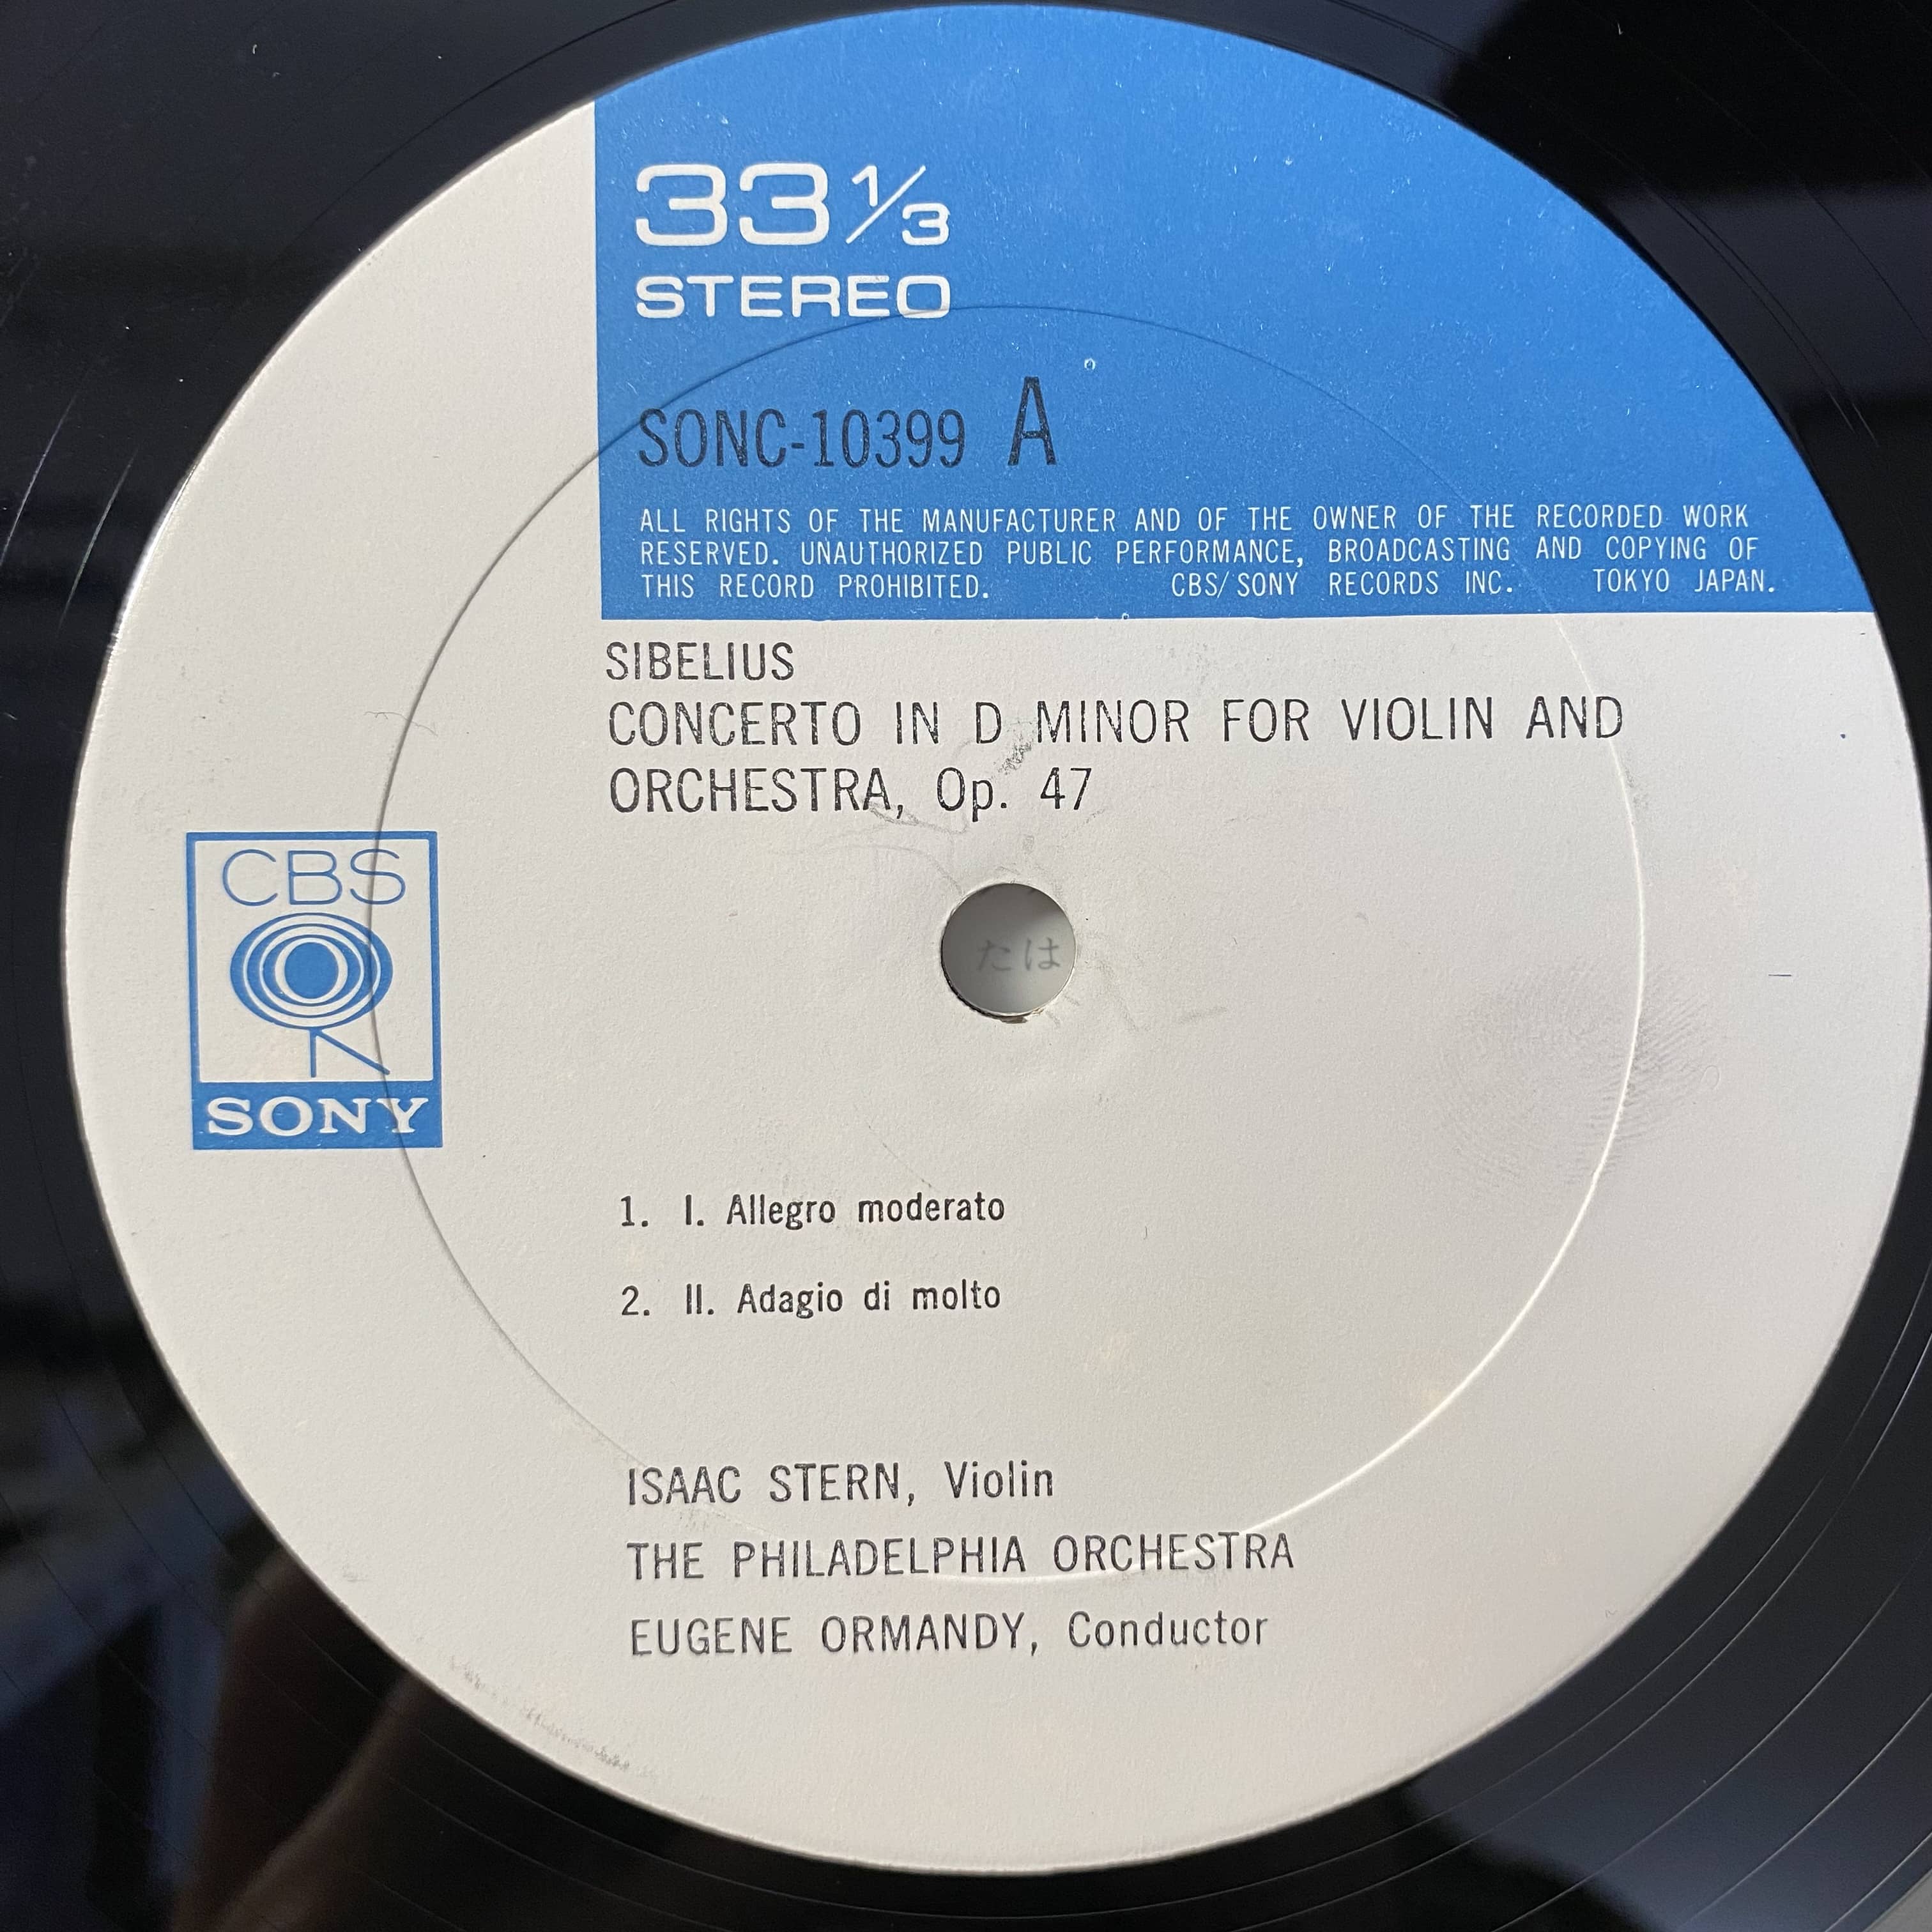 33 1/3
STEREO
SONC-10399 A
ALL RIGHTS OF THE MANUFACTURER AND OF THE OWNER OF THE RECORDED WORK
RESERVED. UNAUTHORIZED PUBLIC PERFORMANCE, BROADCASTING AND COPYING OF
THIS RECORD PROHIBITED. CBS/SONY RECORDS INC. TOKYO JAPAN.
SIBELIUS
CONCERTO IN D MINOR FOR VIOLIN AND
ORCHESTRA, Op. 47
CBS
SONY
たは
1. I. Allegro moderato
2. II. Adagio di molto
ISAAC STERN, Violin
THE PHILADELPHIA ORCHESTRA
EUGENE ORMANDY, Conductor